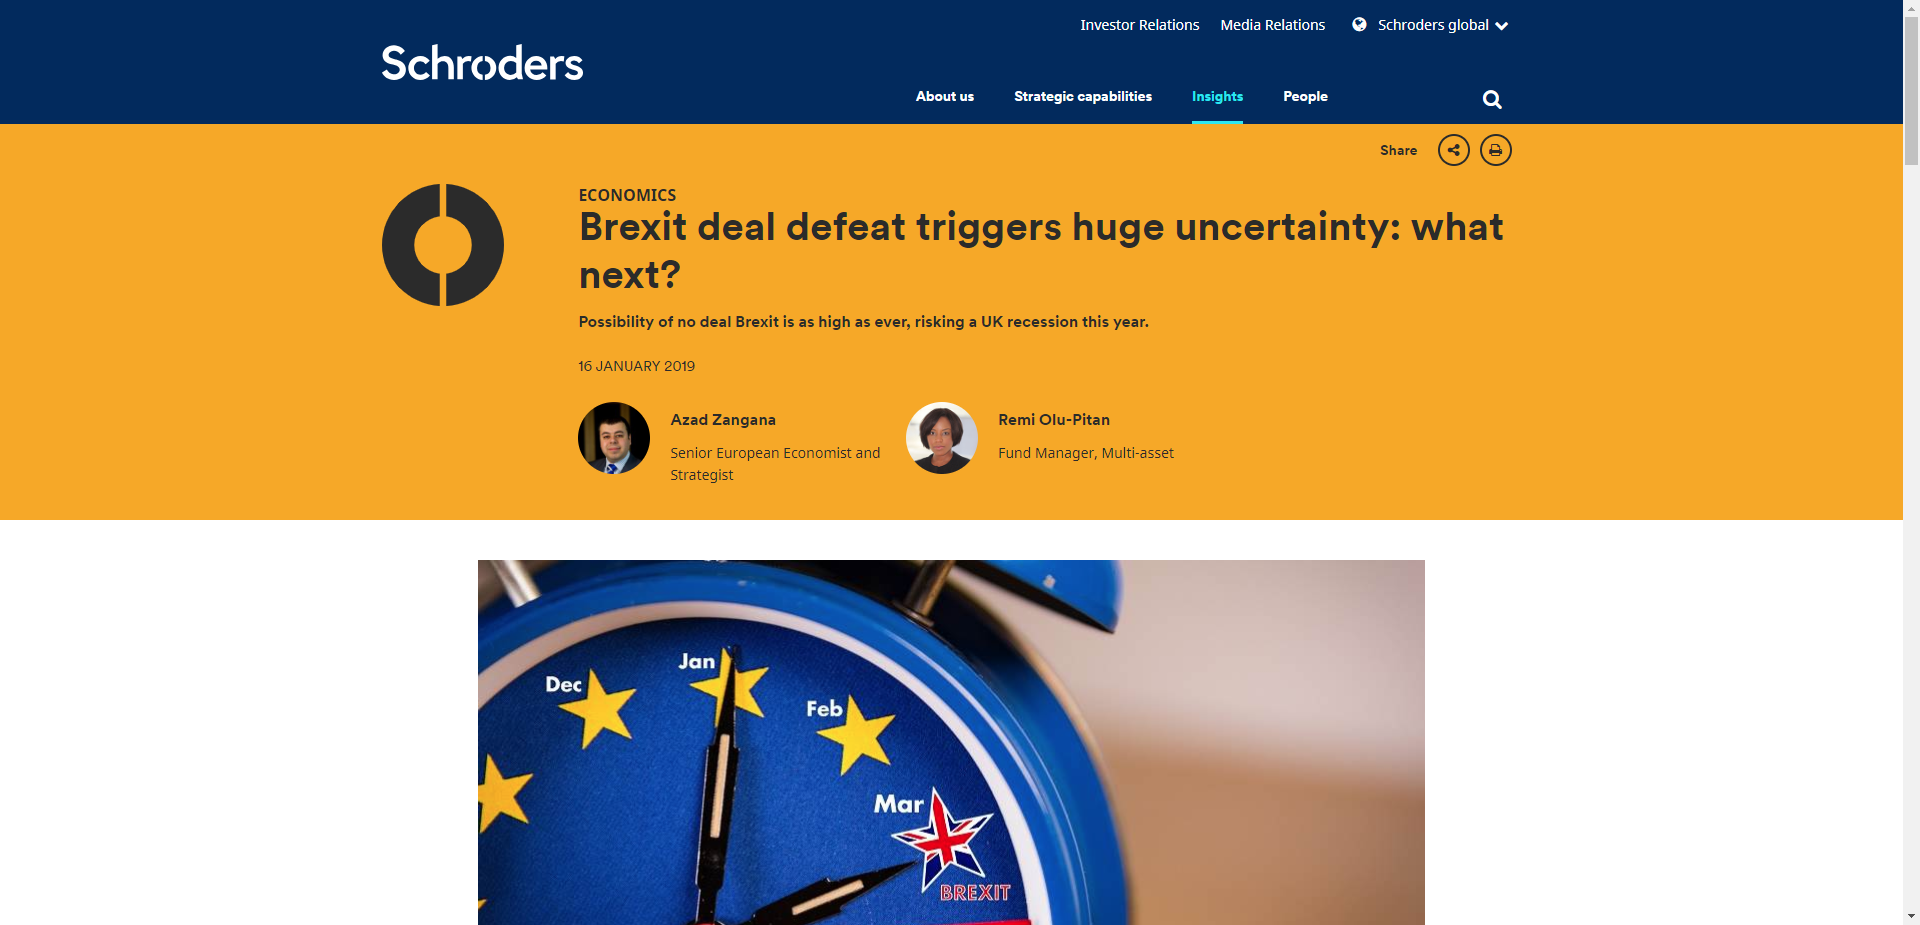 Investor Relations
Media Relations
Schroders global
Schroders
About us
Strategic capabilities
Insights
People
Share
ECONOMICS
Brexit deal defeat triggers huge uncertainty: what
next?
Possibility of no deal Brexit is as high as ever, risking a UK recession this year.
16 JANUARY 2019
Azad Zangana
Senior European Economist and
Strategist
Remi Olu-Pitan
Fund Manager, Multi-asset
Jan
Dec
Feb
Mar
BREXIT